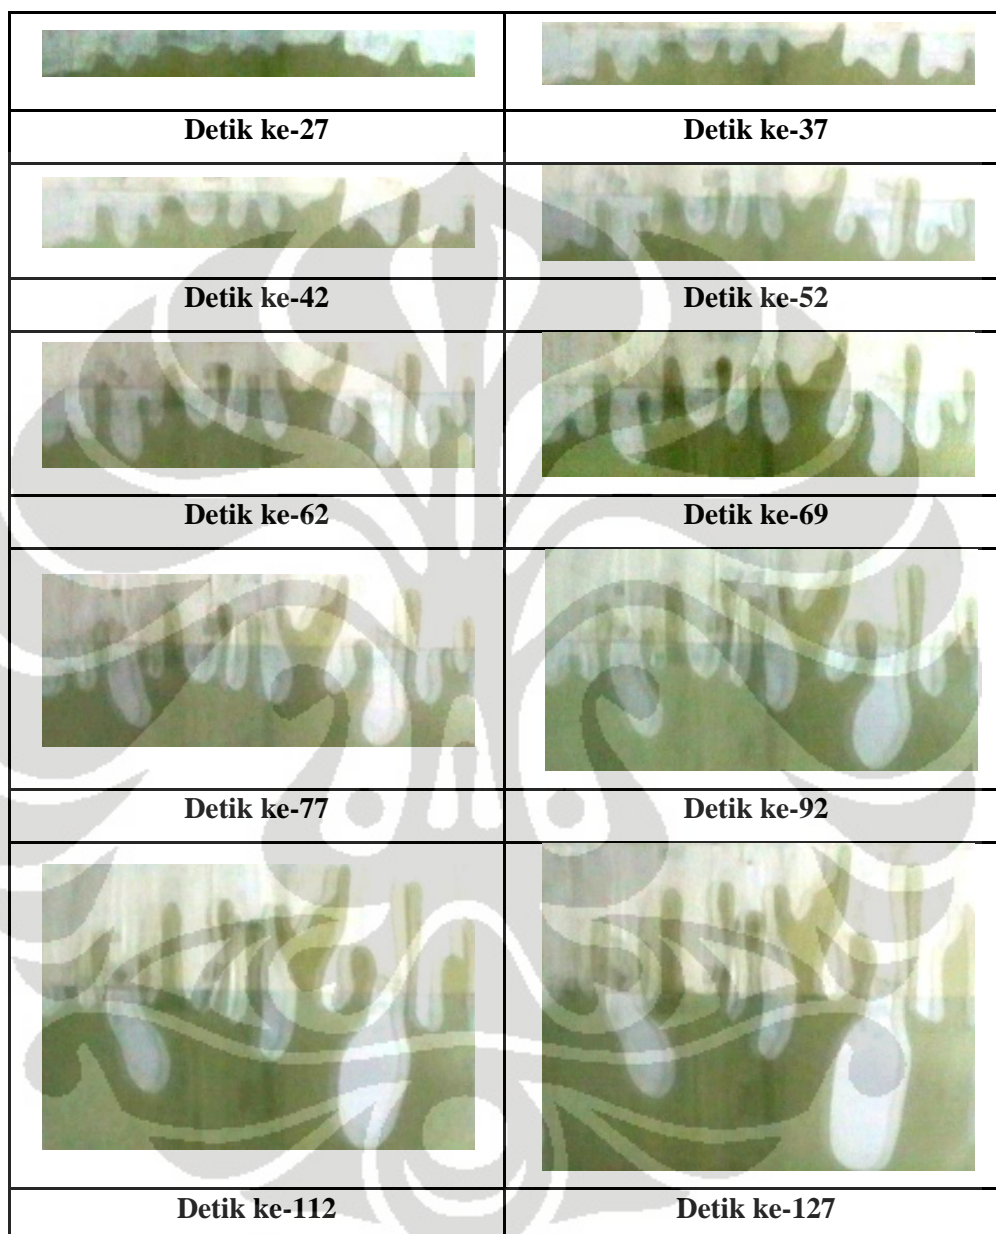 Detik ke-27
Detik ke-37
Detik ke-42
Detik ke-52
Detik ke-62
Detik ke-69
Detik ke-77
Detik ke-92
Detik ke-112
Detik ke-127